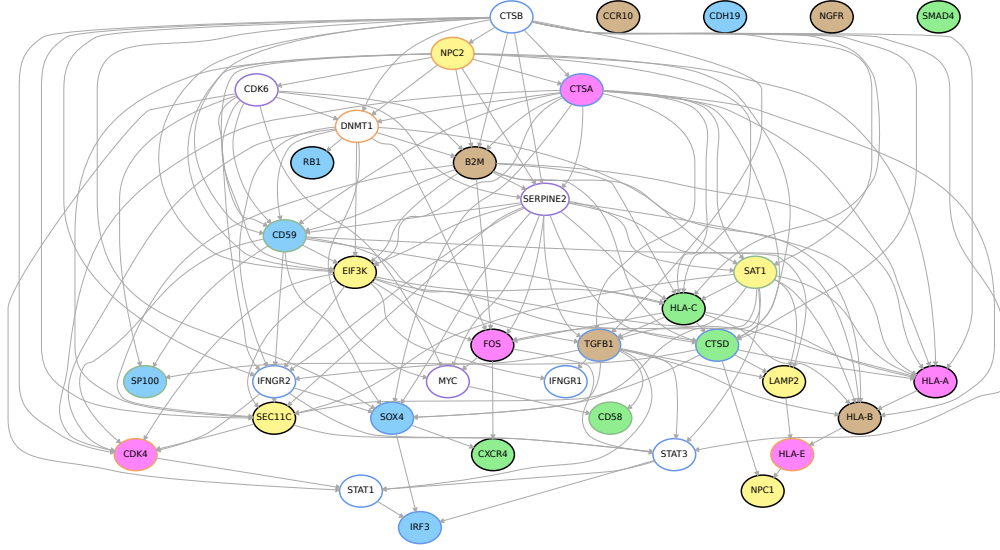 CTSB
CCR10
CDH19
NGFR
SMAD4
NPC2
CDK6
CTSA
DNMT1
RB1
B2M
SERPINE2
CD59
EIF3K
SAT1
HLA-C
FOS
TGFB1
CTSD
SP100
IFNGR2
MYC
IFNGR1
LAMP2
HLA-A
SEC11C
SOX4
CD58
HLA-B
CDK4
CXCR4
STAT3
HLA-E
STAT1
NPC1
IRF3